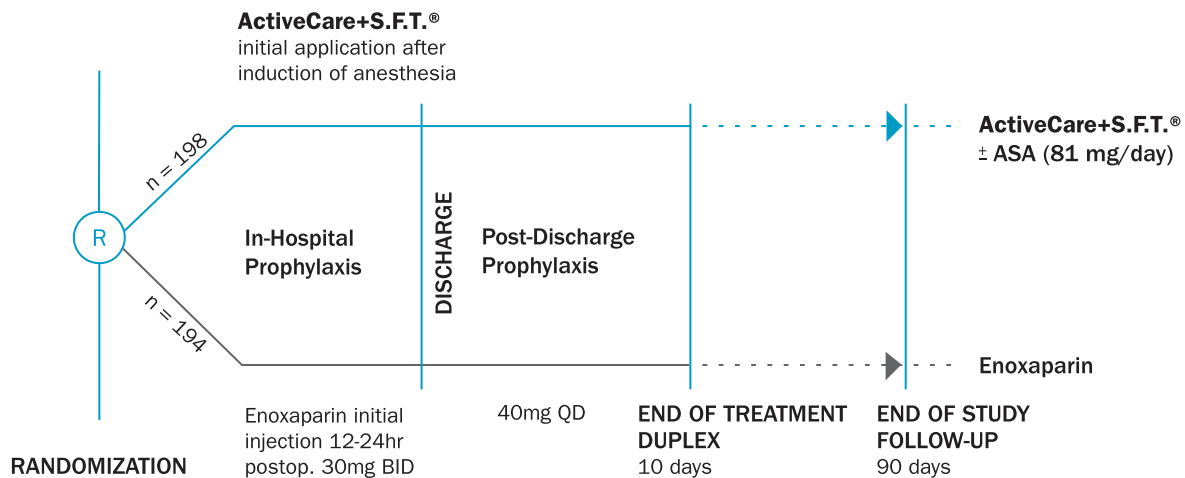 ActiveCare+S.F.T.®
initial application after
induction of anesthesia
n = 198
ActiveCare+S.F.T.®
± ASA (81 mg/day)
R
In-Hospital
Prophylaxis
DISCHARGE
Post-Discharge
Prophylaxis
n = 194
Enoxaparin
Enoxaparin initial
injection 12-24hr
postop. 30mg BID
40mg QD
END OF TREATMENT
DUPLEX
10 days
END OF STUDY
FOLLOW-UP
90 days
RANDOMIZATION